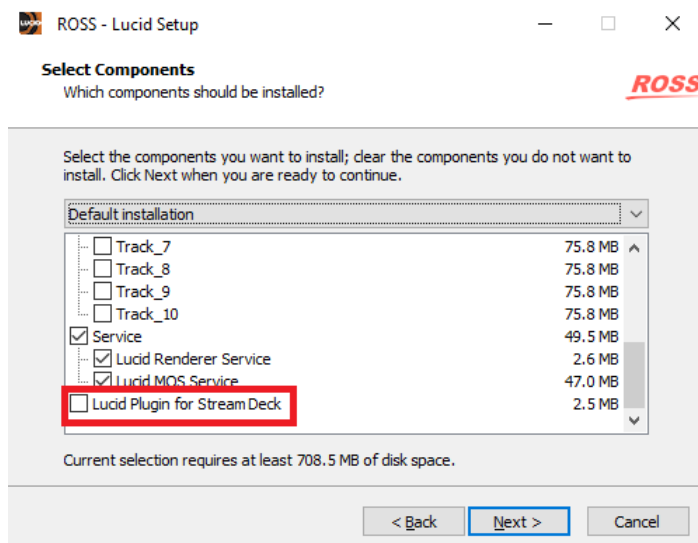 LUCID ROSS - Lucid Setup
Select Components
Which components should be installed?
ROSS
Select the components you want to install; clear the components you do not want to
install. Click Next when you are ready to continue.
Default installation
Track_7 75.8 MB
Track_8 75.8 MB
Track_9 75.8 MB
Track_10 75.8 MB
Service 49.5 MB
Lucid Renderer Service 2.6 MB
Lucid MOS Service 47.0 MB
Lucid Plugin for Stream Deck 2.5 MB
Current selection requires at least 708.5 MB of disk space.
< Back Next > Cancel